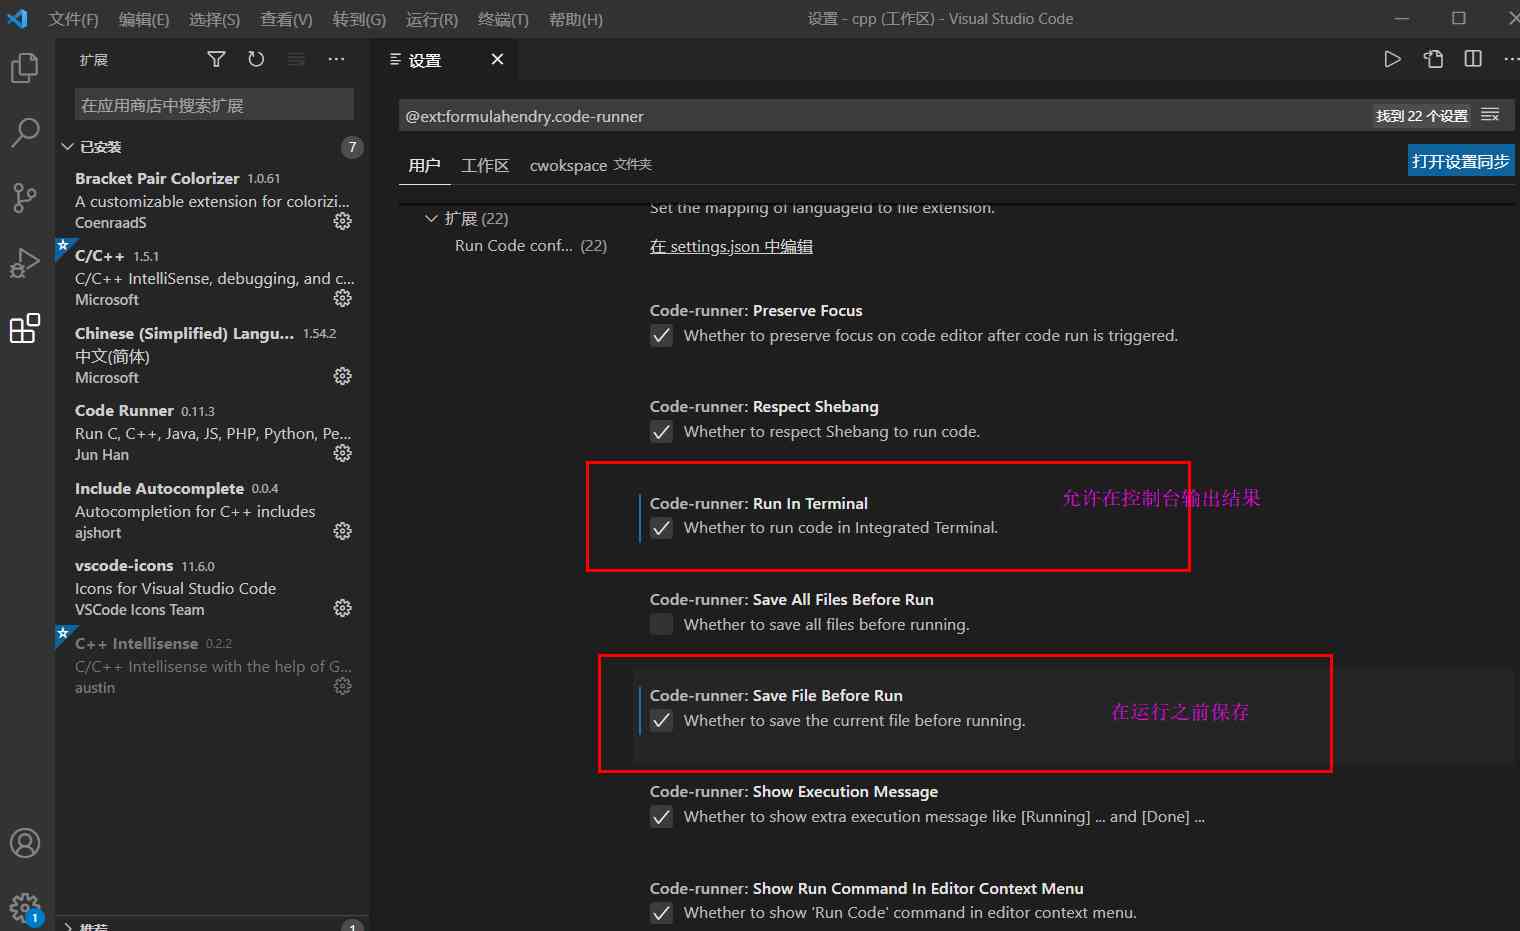 文件(F) 编辑(E) 选择(S) 查看(V) 转到(G) 运行(R) 终端(T) 帮助(H) 设置 - cpp (工作区) - Visual Studio Code
扩展
设置
在应用商店中搜索扩展
@ext:formulahendry.code-runner 找到 22 个设置
已安装 7
用户 工作区 cwokspace 文件夹 打开设置同步
Bracket Pair Colorizer 1.0.61
A customizable extension for colorizi...
CoenraadS
C/C++ 1.5.1
C/C++ IntelliSense, debugging, and c...
Microsoft
Chinese (Simplified) Langu... 1.54.2
中文(简体)
Microsoft
Code Runner 0.11.3
Run C, C++, Java, JS, PHP, Python, Pe...
Jun Han
Include Autocomplete 0.0.4
Autocompletion for C++ includes
ajshort
vscode-icons 11.6.0
Icons for Visual Studio Code
VSCode Icons Team
C++ Intellisense 0.2.2
C/C++ Intellisense with the help of G...
austin
推荐 1
1
扩展 (22)
Run Code conf... (22)
Set the mapping of languageId to file extension.
在 settings.json 中编辑
Code-runner: Preserve Focus
Whether to preserve focus on code editor after code run is triggered.
Code-runner: Respect Shebang
Whether to respect Shebang to run code.
Code-runner: Run In Terminal
允许在控制台输出结果
Whether to run code in Integrated Terminal.
Code-runner: Save All Files Before Run
Whether to save all files before running.
Code-runner: Save File Before Run
在运行之前保存
Whether to save the current file before running.
Code-runner: Show Execution Message
Whether to show extra execution message like [Running] ... and [Done] ...
Code-runner: Show Run Command In Editor Context Menu
Whether to show 'Run Code' command in editor context menu.